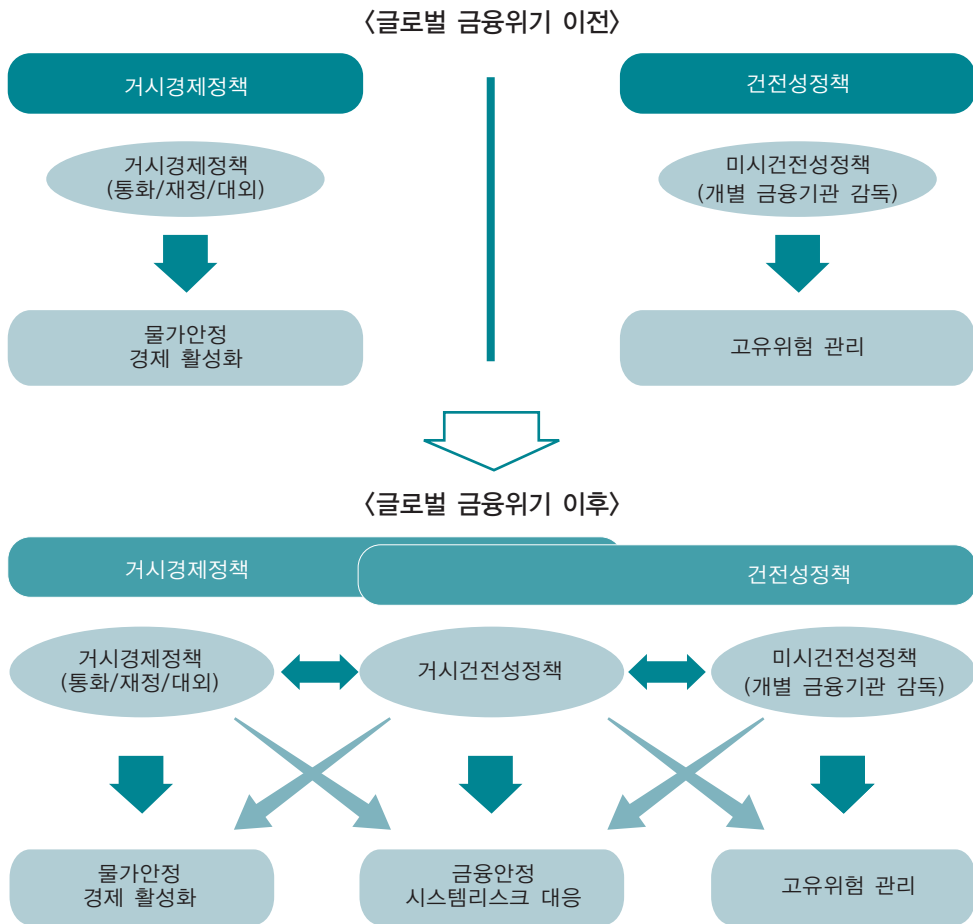 〈글로벌 금융위기 이전〉
거시경제정책
건전성정책
거시경제정책
(통화/재정/대외)
미시건전성정책
(개별 금융기관 감독)
물가안정
경제 활성화
고유위험 관리
〈글로벌 금융위기 이후〉
거시경제정책
건전성정책
거시경제정책
(통화/재정/대외)
거시건전성정책
미시건전성정책
(개별 금융기관 감독)
물가안정
경제 활성화
금융안정
시스템리스크 대응
고유위험 관리